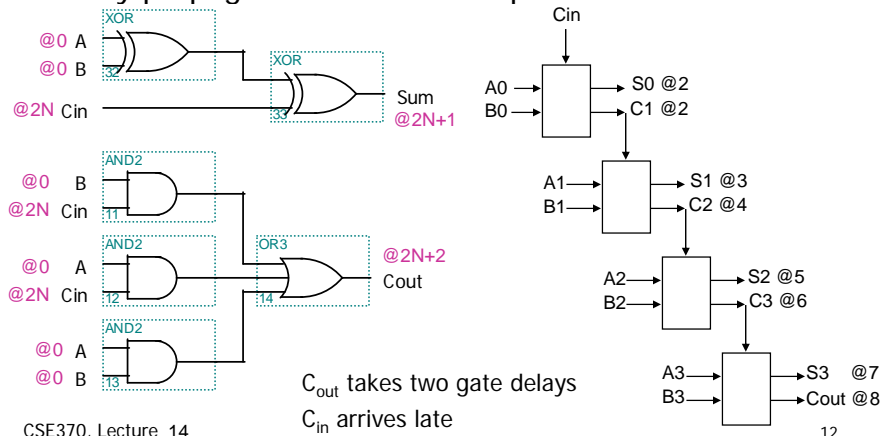 XOR
@0 A
@0 B
32
XOR
@2N Cin
33
Sum
@2N+1
AND2
@0 B
@2N Cin
11
AND2
@0 A
@2N Cin
12
OR3
14
@2N+2
Cout
AND2
@0 A
@0 B
13
Cout takes two gate delays
Cin arrives late
Cin
A0
B0
S0 @2
C1 @2
A1
B1
S1 @3
C2 @4
A2
B2
S2 @5
C3 @6
A3
B3
S3 @7
Cout @8
CSE370, Lecture 14
12